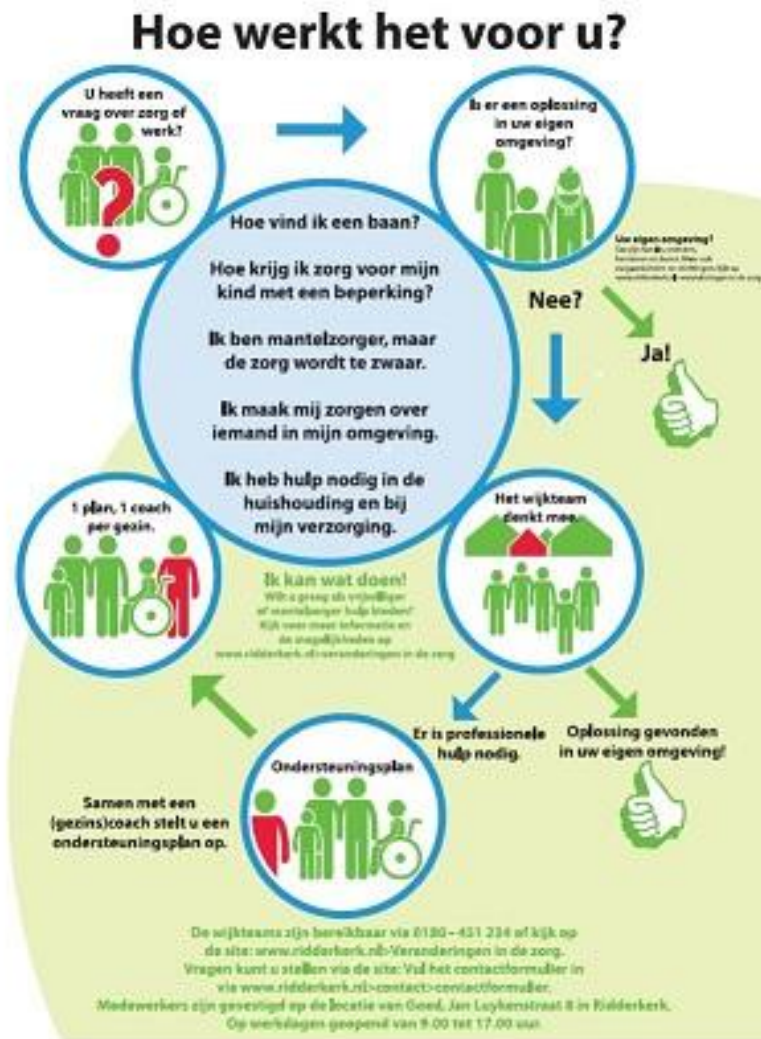 Hoe werkt het voor u?
U heeft een
vraag over zorg of
werk?
Is er een oplossing
in uw eigen
omgeving?
Uw eigen omgeving?
Hoe vind ik een baan?
Hoe krijg ik zorg voor mijn
kind met een beperking?
Ik ben mantelzorger, maar
de zorg wordt te zwaar.
Ik maak mij zorgen over
iemand in mijn omgeving.
Ik heb hulp nodig in de
huishouding en bij
mijn verzorging.
Nee?
Ja!
Het wijkteam
denkt mee.
1 plan, 1 coach
per gezin.
Ik kan wat doen!
Wilt u graag als vrijwilliger
of mantelzorger hulp bieden?
Kijk voor meer informatie en
de mogelijkheden op
www.ridderkerk.nl>veranderingen in de zorg
Er is professionele
hulp nodig.
Oplossing gevonden
in uw eigen omgeving!
Ondersteuningsplan
Samen met een
(gezins)coach stelt u een
ondersteuningsplan op.
De wijkteams zijn bereikbaar via 0180 – 451 234 of kijk op
de site: www.ridderkerk.nl>Veranderingen in de zorg.
Vragen kunt u stellen via de site: Vul het contactformulier in
via www.ridderkerk.nl>contact>contactformulier.
Medewerkers zijn gevestigd op de locatie van Goed, Jan Luykenstraat 8 in Ridderkerk.
Op werkdagen geopend van 9.00 tot 17.00 uur.